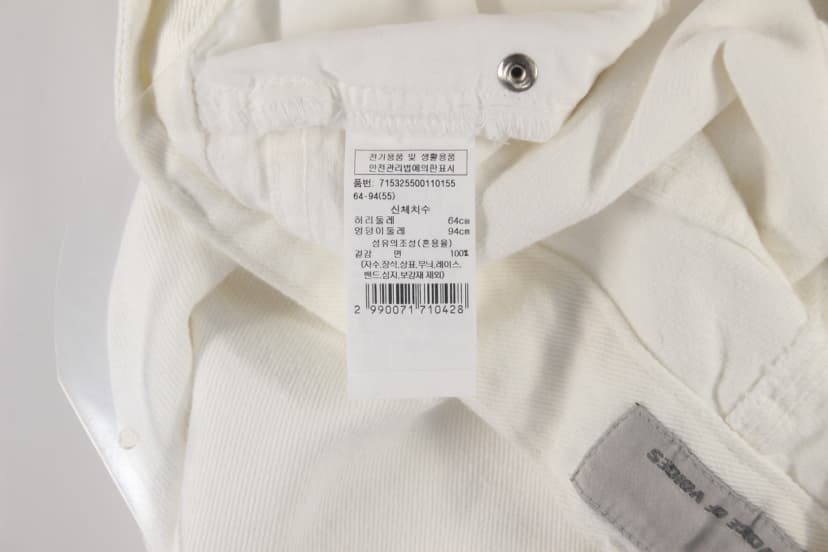 전기용품 및 생활용품
안전관리법에의한표시
품번: 715325500110155
64-94(55)
신체치수
허리둘레 64cm
엉덩이둘레 94cm
섬유의조성(혼용율)
겉감 면 100%
(자수,장식,상표,무늬,레이스,
밴드,심지,보강재 제외)
2 990071 710428
OF VOICES